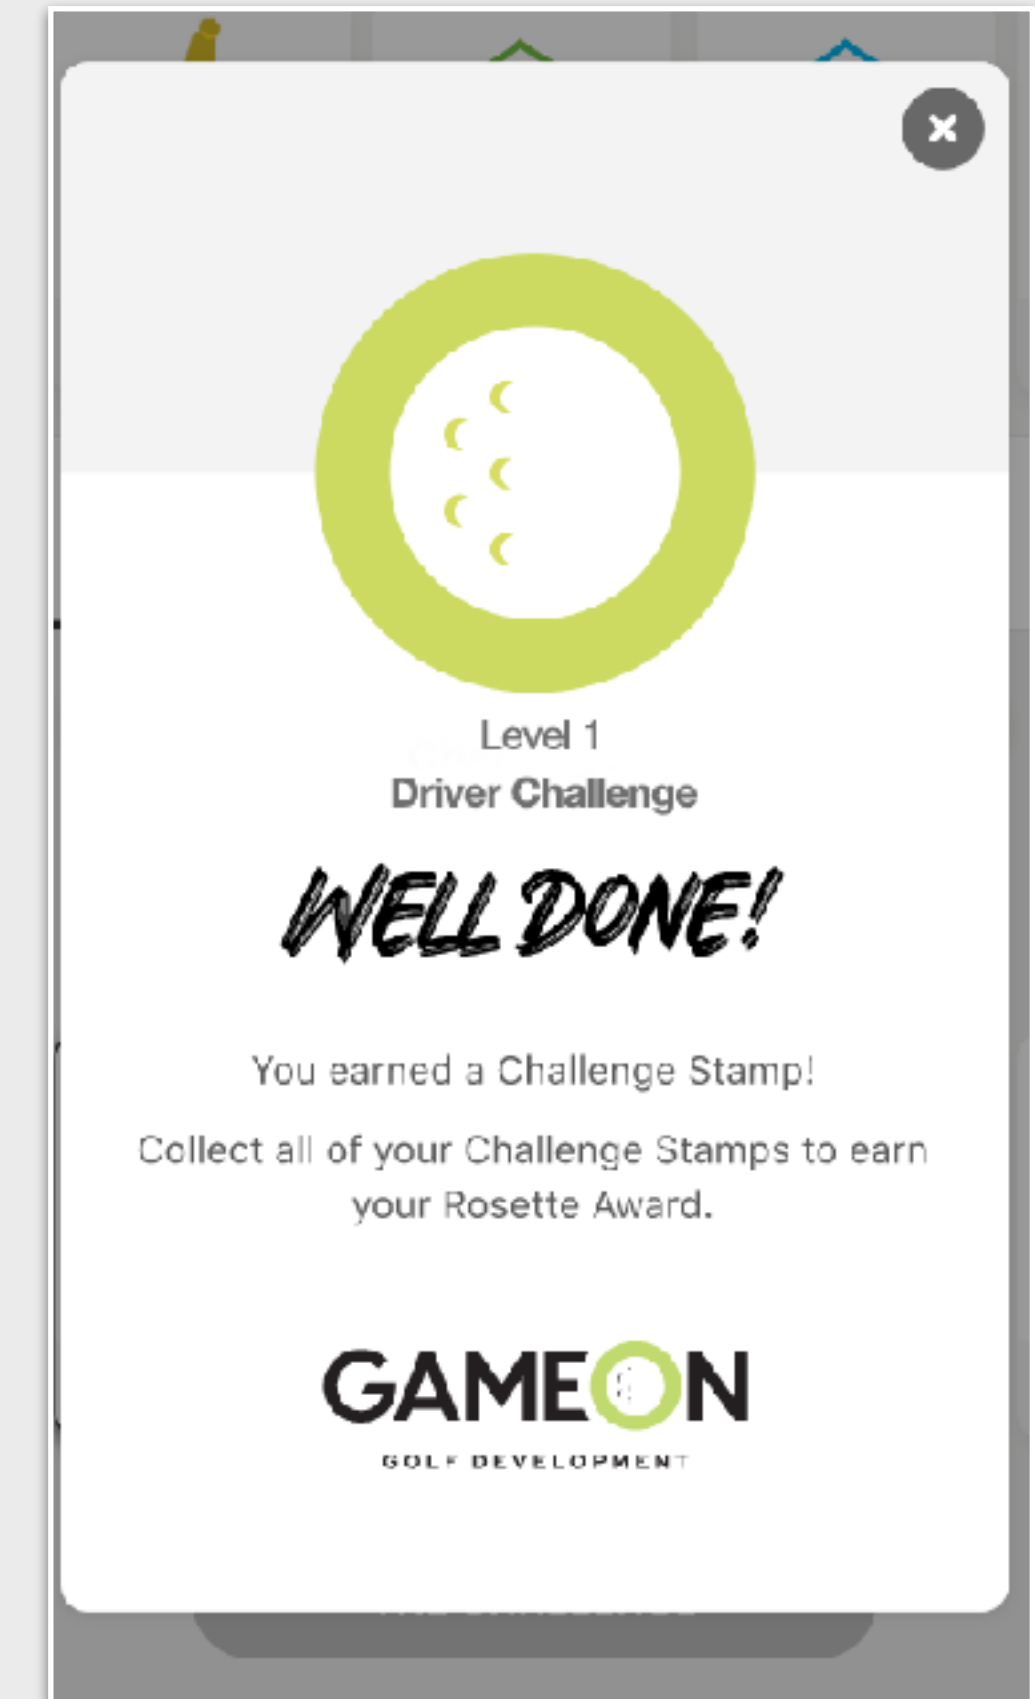 Level 1
Driver Challenge
WELL DONE!
You earned a Challenge Stamp!
Collect all of your Challenge Stamps to earn
your Rosette Award.
GAMEON
GOLF DEVELOPMENT